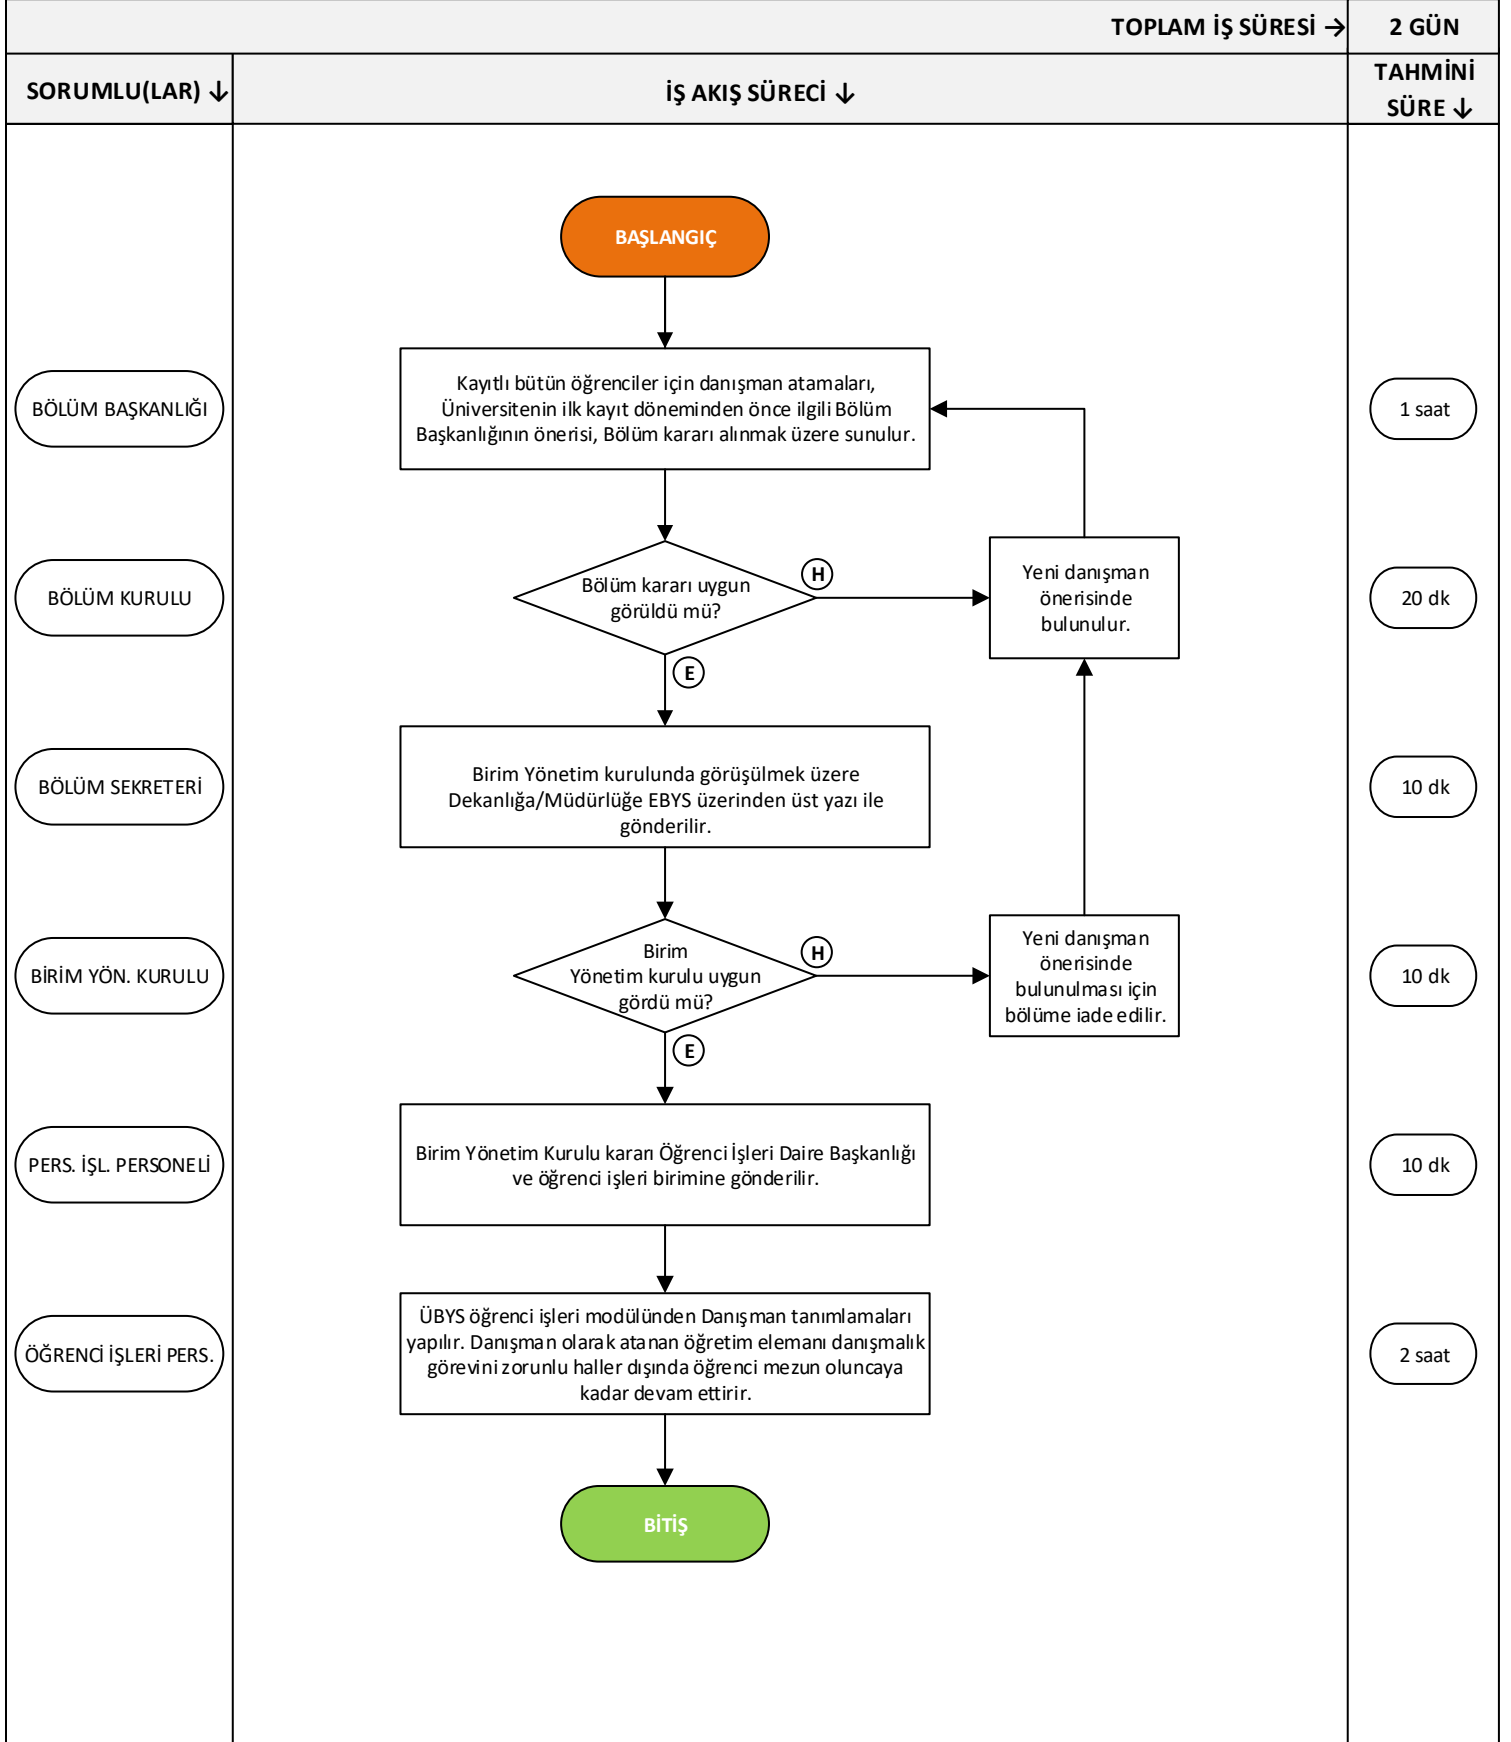 TOPLAM İŞ SÜRESİ →
2 GÜN
SORUMLU(LAR) ↓
İŞ AKIŞ SÜRECİ ↓
TAHMİNİ
SÜRE ↓
BAŞLANGIÇ
BÖLÜM BAŞKANLIĞI
Kayıtlı bütün öğrenciler için danışman atamaları,
Üniversitenin ilk kayıt döneminden önce ilgili Bölüm
Başkanlığının önerisi, Bölüm kararı alınmak üzere sunulur.
1 saat
BÖLÜM KURULU
Bölüm kararı uygun
görüldü mü?
H
Yeni danışman
önerisinde
bulunulur.
20 dk
E
BÖLÜM SEKRETERİ
Birim Yönetim kurulunda görüşülmek üzere
Dekanlığa/Müdürlüğe EBYS üzerinden üst yazı ile
gönderilir.
10 dk
BİRİM YÖN. KURULU
Birim
Yönetim kurulu uygun
gördü mü?
H
Yeni danışman
önerisinde
bulunulması için
bölüme iade edilir.
10 dk
E
PERS. İŞL. PERSONELİ
Birim Yönetim Kurulu kararı Öğrenci İşleri Daire Başkanlığı
ve öğrenci işleri birimine gönderilir.
10 dk
ÖĞRENCİ İŞLERİ PERS.
ÜBYS öğrenci işleri modülünden Danışman tanımlamaları
yapılır. Danışman olarak atanan öğretim elemanı danışmalık
görevini zorunlu haller dışında öğrenci mezun oluncaya
kadar devam ettirir.
2 saat
BİTİŞ